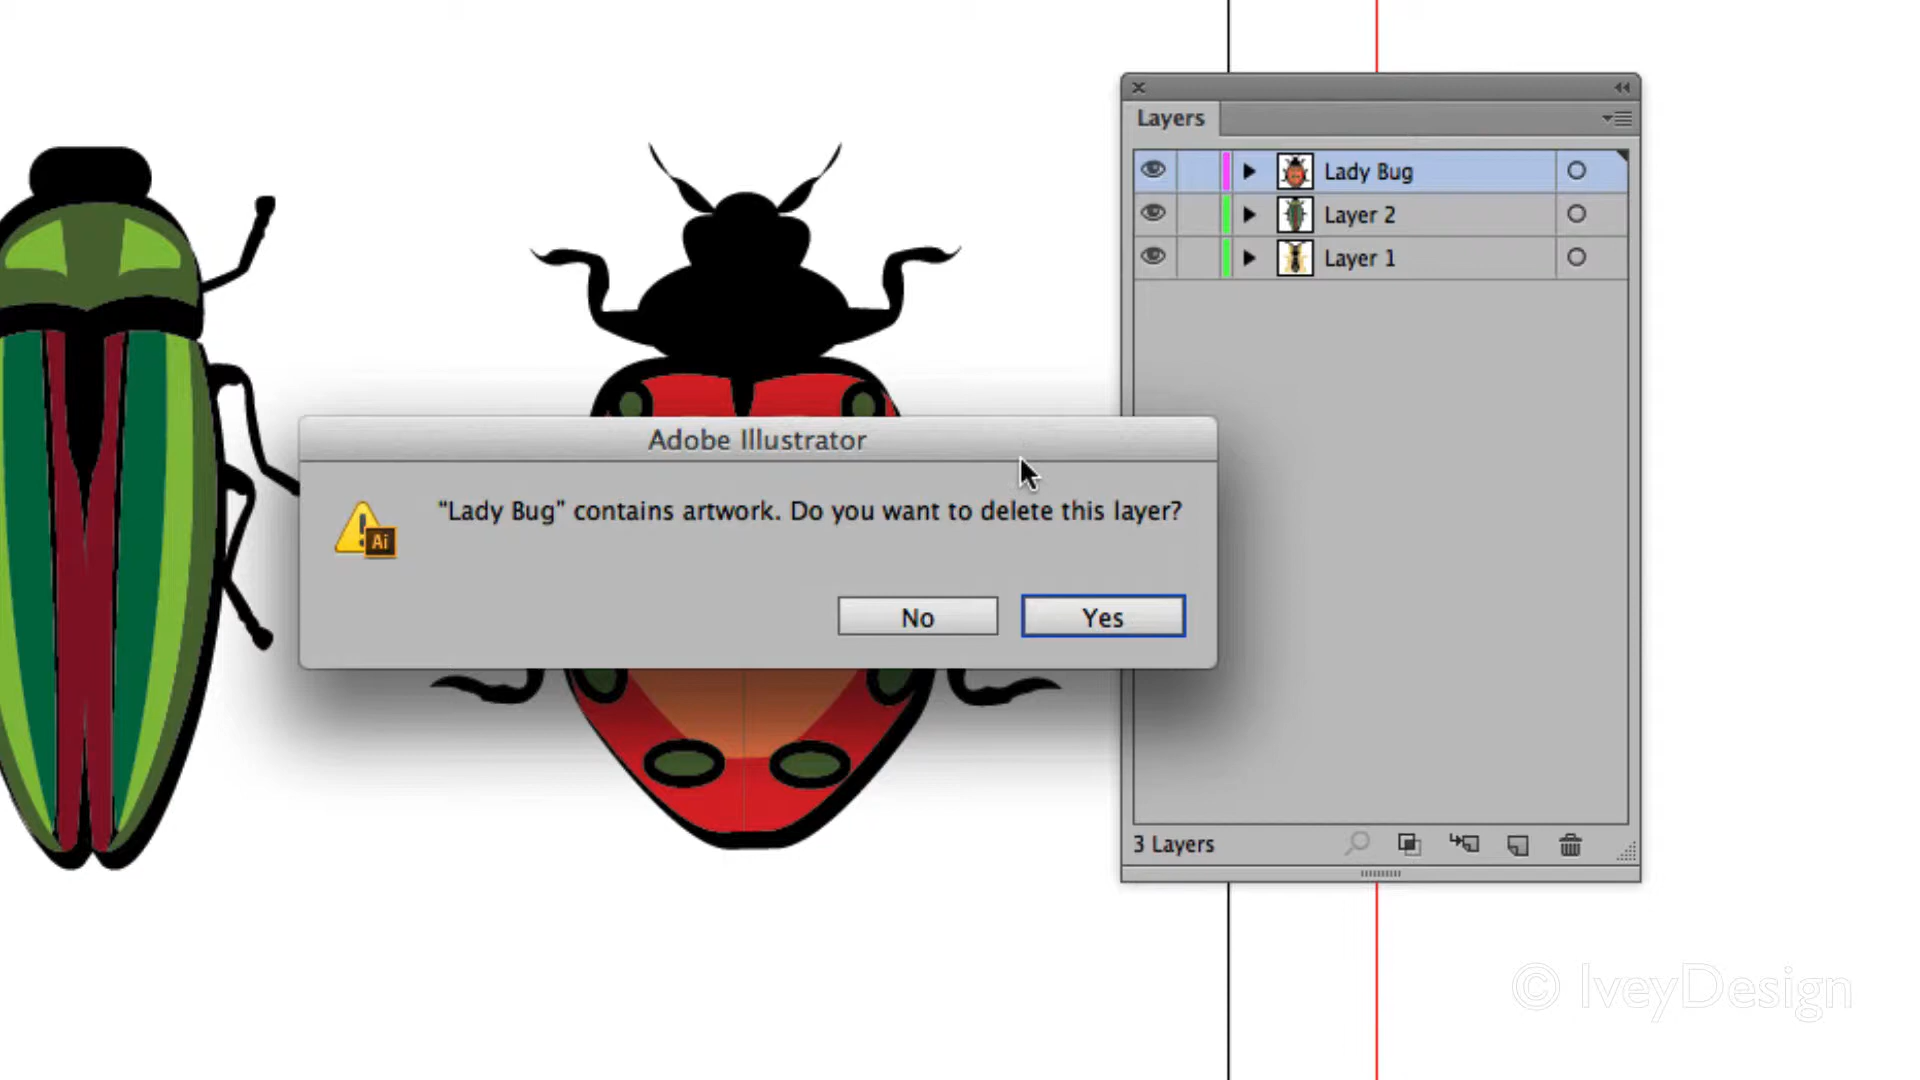 Layers
Lady Bug
Layer 2
Layer 1
Adobe Illustrator
“Lady Bug” contains artwork. Do you want to delete this layer?
Ai
No
Yes
3 Layers
© IveyDesign